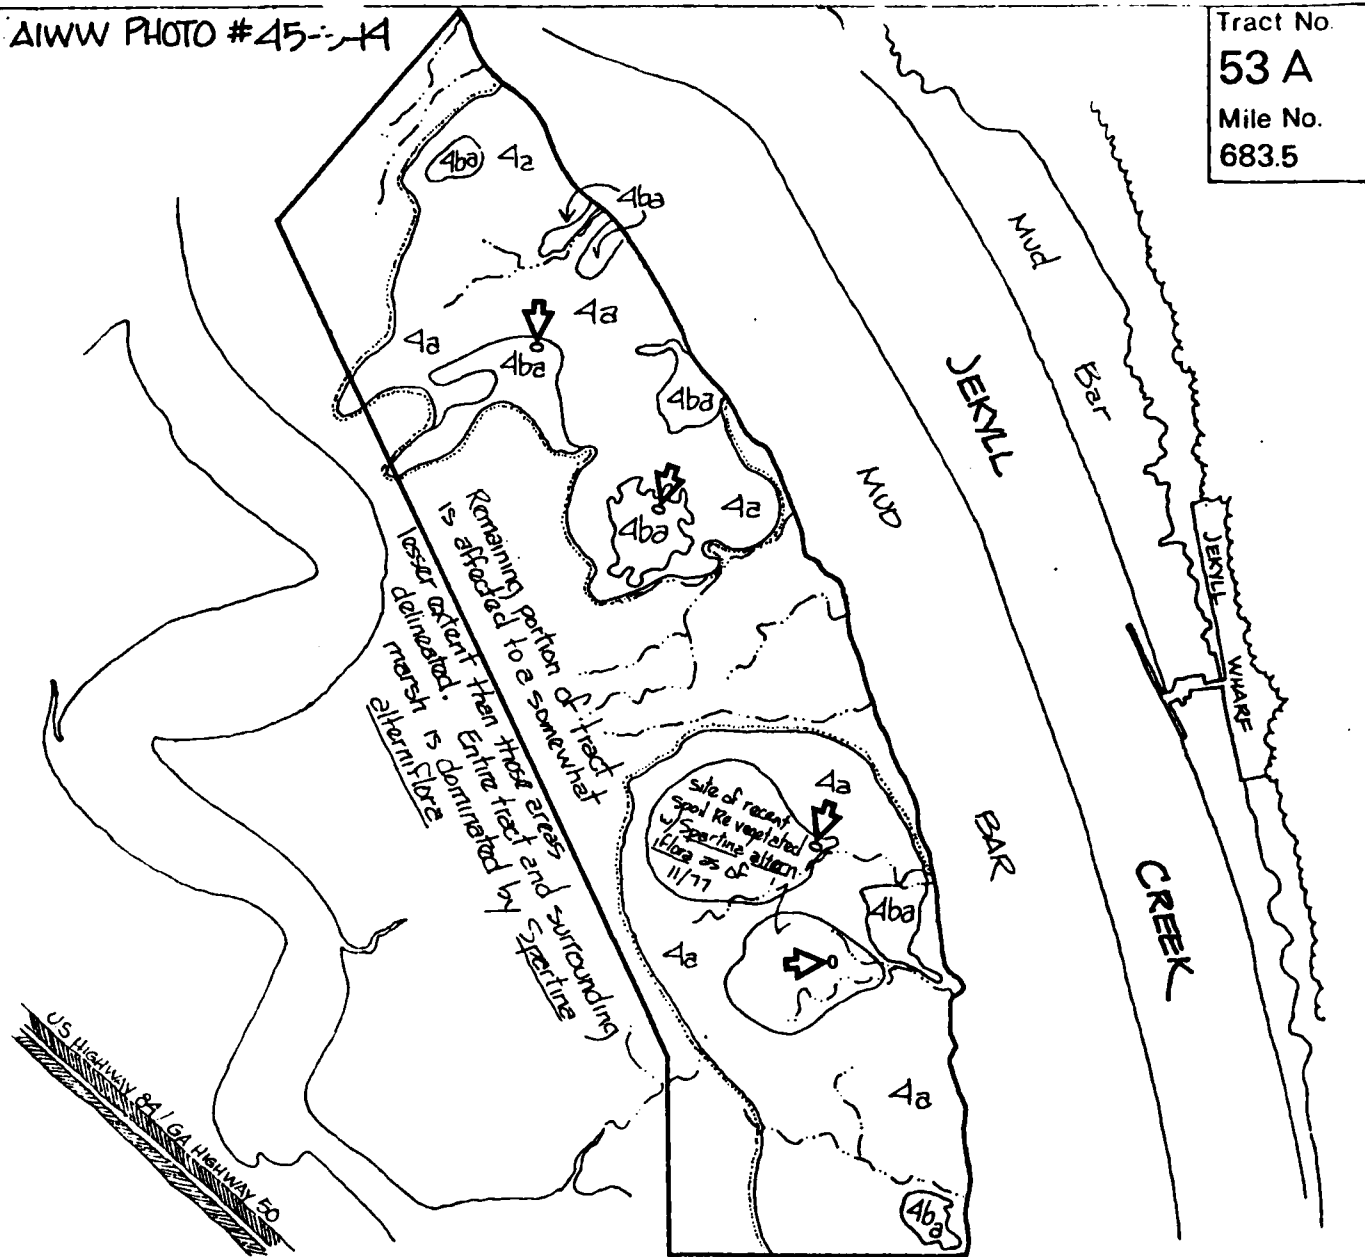 AIWW PHOTO #45-
Tract No.
53 A
Mile No.
683.5
4ba
4a
4ba
4a
4a
4ba
4ba
4ba
4a
Mud
Bar
JEKYLL
CREEK
MUD
BAR
JEKYLL
WHARF
Remaining portion of tract
is affected to a somewhat
lesser extent than those areas
delineated. Entire tract and surrounding
marsh is dominated by Spartina
alterniflora
4a
site of recent
spoil Re vegetated
w/ Spartina altern
iflora as of
11/77
4ba
4a
4a
4ba
US HIGHWAY 84/GA HIGHWAY 50